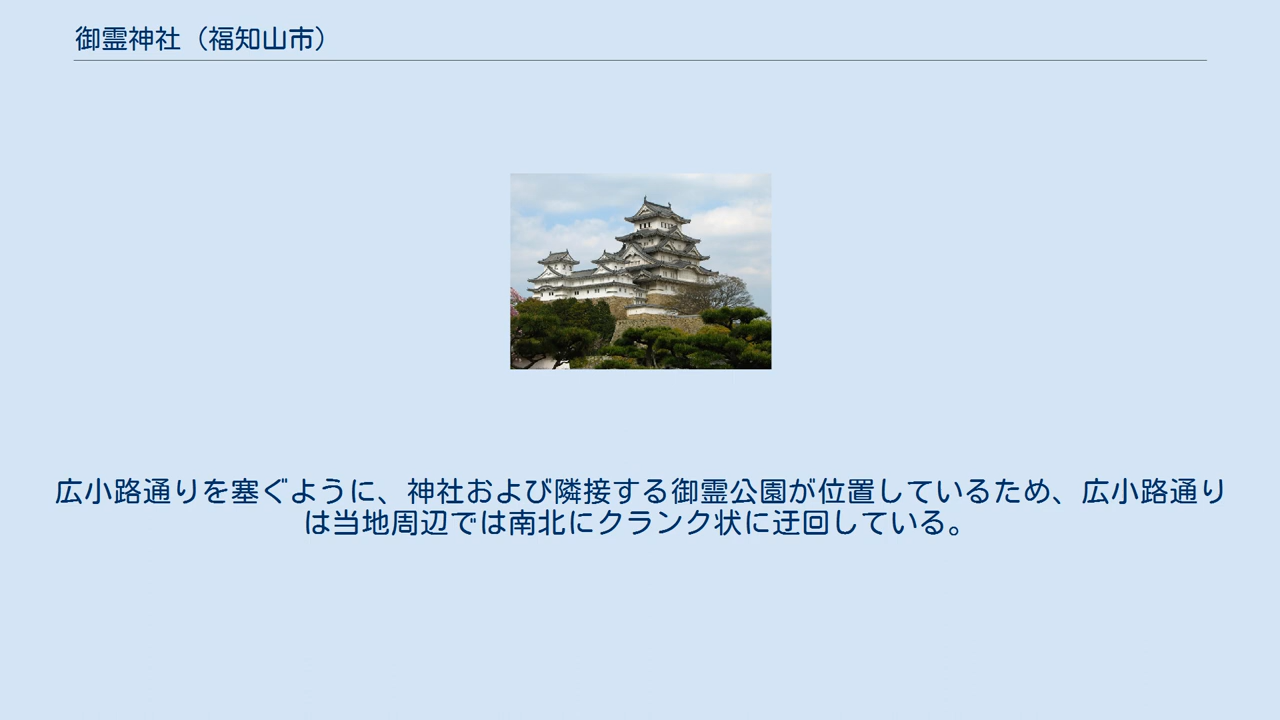 御霊神社（福知山市）
広小路通りを塞ぐように、神社および隣接する御霊公園が位置しているため、広小路通り
は当地周辺では南北にクランク状に迂回している。